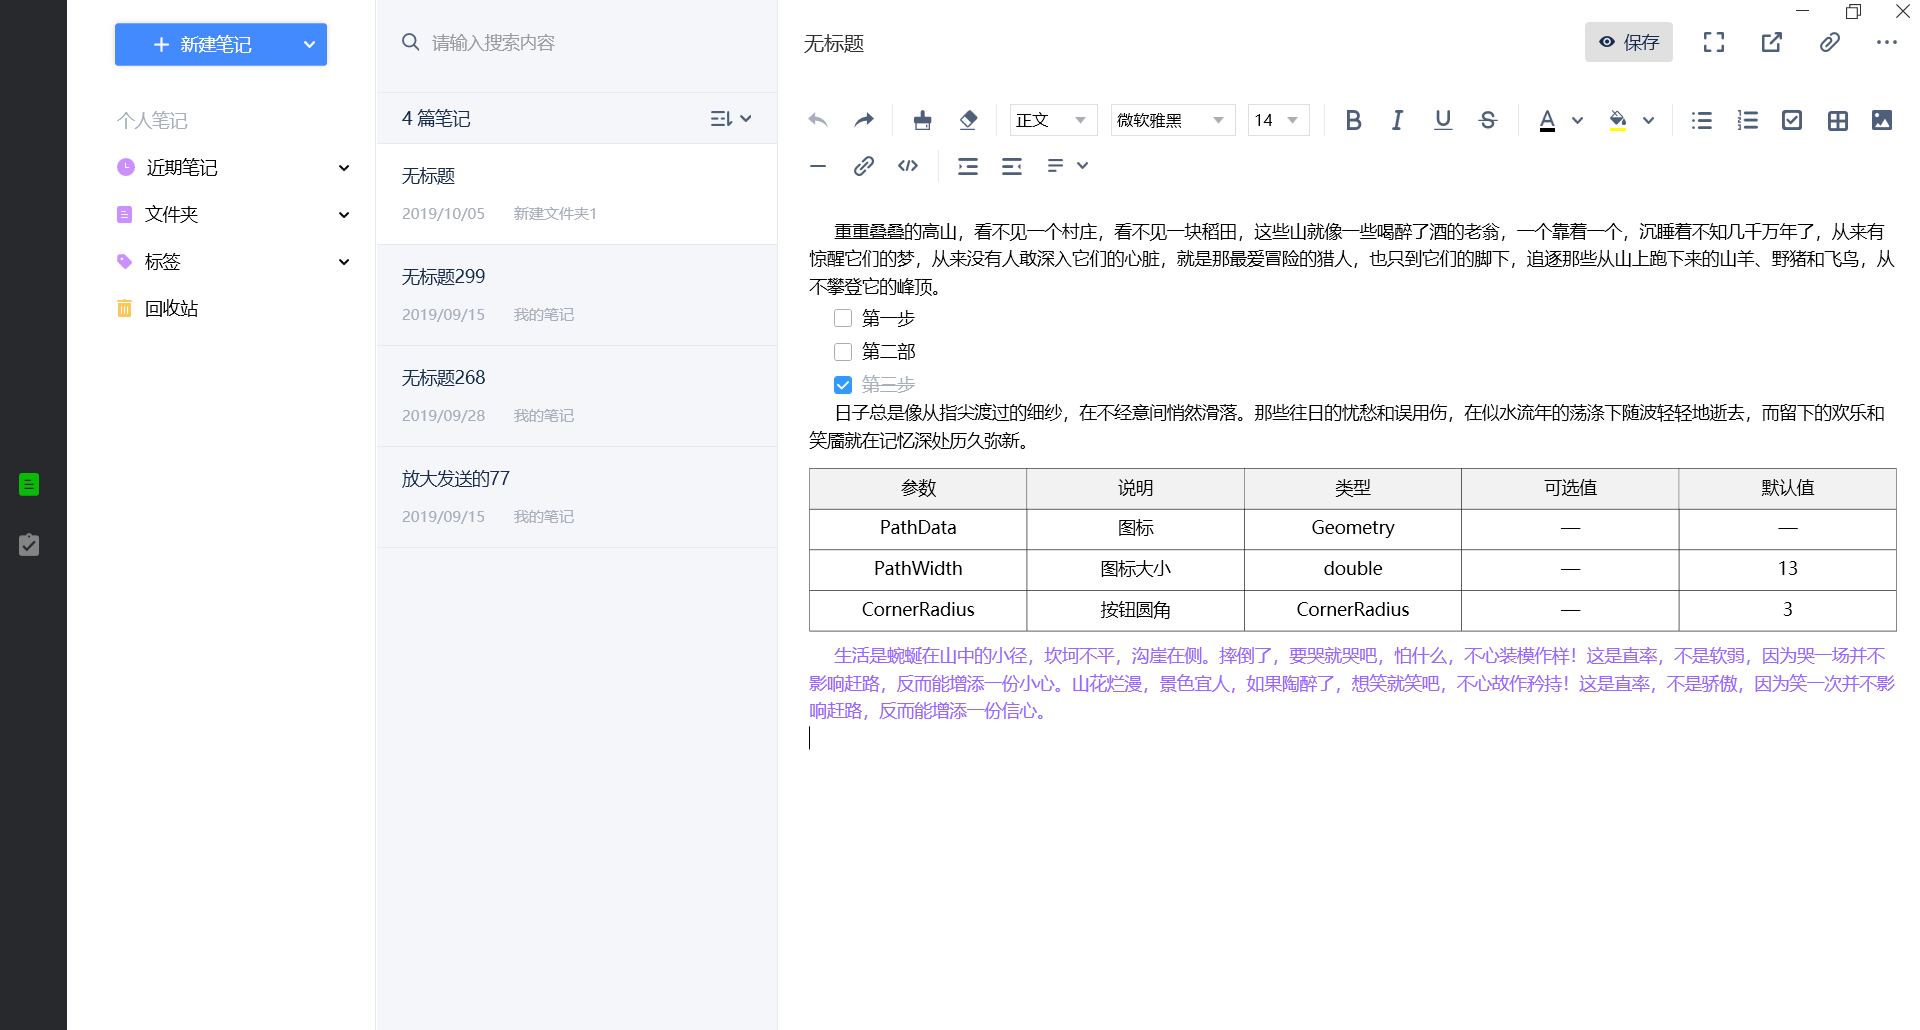 新建笔记
个人笔记
近期笔记
文件夹
标签
回收站
请输入搜索内容
4 篇笔记
无标题
2019/10/05 新建文件夹1
无标题299
2019/09/15 我的笔记
无标题268
2019/09/28 我的笔记
放大发送的77
2019/09/15 我的笔记
无标题
保存
正文 微软雅黑 14 B I U S A
重重叠叠的高山，看不见一个村庄，看不见一块稻田，这些山就像一些喝醉了酒的老翁，一个靠着一个，沉睡着不知几千万年了，从来有
惊醒它们的梦，从来没有人敢深入它们的心脏，就是那最爱冒险的猎人，也只到它们的脚下，追逐那些从山上跑下来的山羊、野猪和飞鸟，从
不攀登它的峰顶。
第一步
第二部
第三步
日子总是像从指尖渡过的细纱，在不经意间悄然滑落。那些往日的忧愁和误用伤，在似水流年的荡涤下随波轻轻地逝去，而留下的欢乐和
笑靥就在记忆深处历久弥新。
参数 说明 类型 可选值 默认值
PathData 图标 Geometry — —
PathWidth 图标大小 double — 13
CornerRadius 按钮圆角 CornerRadius — 3
生活是蜿蜒在山中的小径，坎坷不平，沟崖在侧。摔倒了，要哭就哭吧，怕什么，不心装模作样！这是直率，不是软弱，因为哭一场并不
影响赶路，反而能增添一份小心。山花烂漫，景色宜人，如果陶醉了，想笑就笑吧，不心故作矜持！这是直率，不是骄傲，因为笑一次并不影
响赶路，反而能增添一份信心。